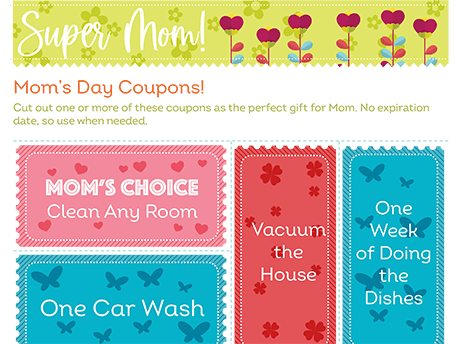 Super Mom!
Mom's Day Coupons!
Cut out one or more of these coupons as the perfect gift for Mom. No expiration
date, so use when needed.
MOM'S CHOICE
Clean Any Room
One Car Wash
Vacuum
the
House
One
Week
of Doing
the
Dishes